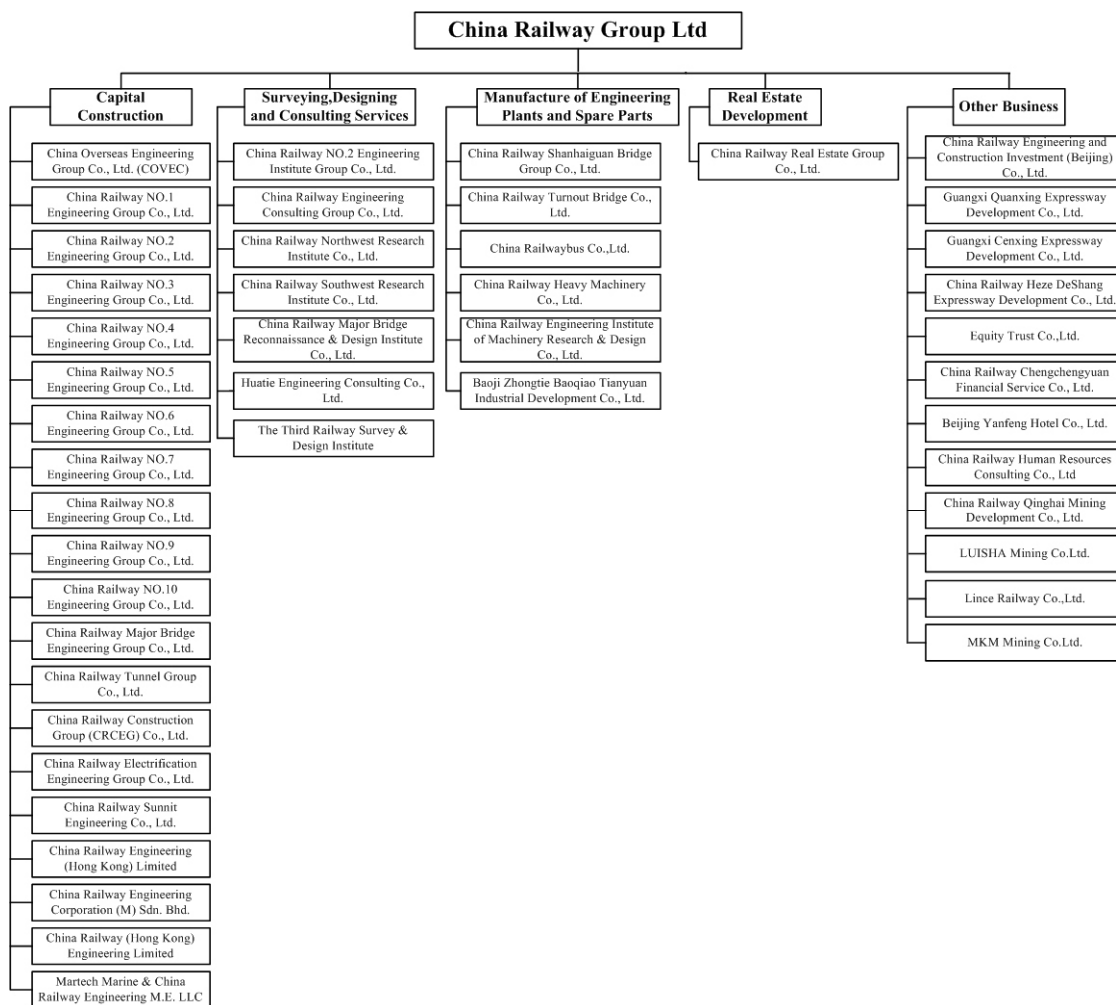 China Railway Group Ltd
Capital
Construction
China Overseas Engineering
Group Co., Ltd. (COVEC)
China Railway NO.1
Engineering Group Co., Ltd.
China Railway NO.2
Engineering Group Co., Ltd.
China Railway NO.3
Engineering Group Co., Ltd.
China Railway NO.4
Engineering Group Co., Ltd.
China Railway NO.5
Engineering Group Co., Ltd.
China Railway NO.6
Engineering Group Co., Ltd.
China Railway NO.7
Engineering Group Co., Ltd.
China Railway NO.8
Engineering Group Co., Ltd.
China Railway NO.9
Engineering Group Co., Ltd.
China Railway NO.10
Engineering Group Co., Ltd.
China Railway Major Bridge
Engineering Group Co., Ltd.
China Railway Tunnel Group
Co., Ltd.
China Railway Construction
Group (CRCEG) Co., Ltd.
China Railway Electrification
Engineering Group Co., Ltd.
China Railway Sunnit
Engineering Co., Ltd.
China Railway Engineering
(Hong Kong) Limited
China Railway Engineering
Corporation (M) Sdn. Bhd.
China Railway (Hong Kong)
Engineering Limited
Martech Marine & China
Railway Engineering M.E. LLC
Surveying,Designing
and Consulting Services
China Railway NO.2 Engineering
Institute Group Co., Ltd.
China Railway Engineering
Consulting Group Co., Ltd.
China Railway Northwest Research
Institute Co., Ltd.
China Railway Southwest Research
Institute Co., Ltd.
China Railway Major Bridge
Reconnaissance & Design Institute
Co., Ltd.
Huatie Engineering Consulting Co.,
Ltd.
The Third Railway Survey &
Design Institute
Manufacture of Engineering
Plants and Spare Parts
China Railway Shanhaiguan Bridge
Group Co., Ltd.
China Railway Turnout Bridge Co.,
Ltd.
China Railwaybus Co.,Ltd.
China Railway Heavy Machinery
Co., Ltd.
China Railway Engineering Institute
of Machinery Research & Design
Co., Ltd.
Baoji Zhongtie Baoqiao Tianyuan
Industrial Development Co., Ltd.
Real Estate
Development
China Railway Real Estate Group
Co., Ltd.
Other Business
China Railway Engineering and
Construction Investment (Beijing)
Co., Ltd.
Guangxi Quanxing Expressway
Development Co., Ltd.
Guangxi Cenxing Expressway
Development Co., Ltd.
China Railway Heze DeShang
Expressway Development Co., Ltd.
Equity Trust Co.,Ltd.
China Railway Chengchengyuan
Financial Service Co., Ltd.
Beijing Yanfeng Hotel Co., Ltd.
China Railway Human Resources
Consulting Co., Ltd
China Railway Qinghai Mining
Development Co., Ltd.
LUISHA Mining Co.Ltd.
Lince Railway Co.,Ltd.
MKM Mining Co.Ltd.